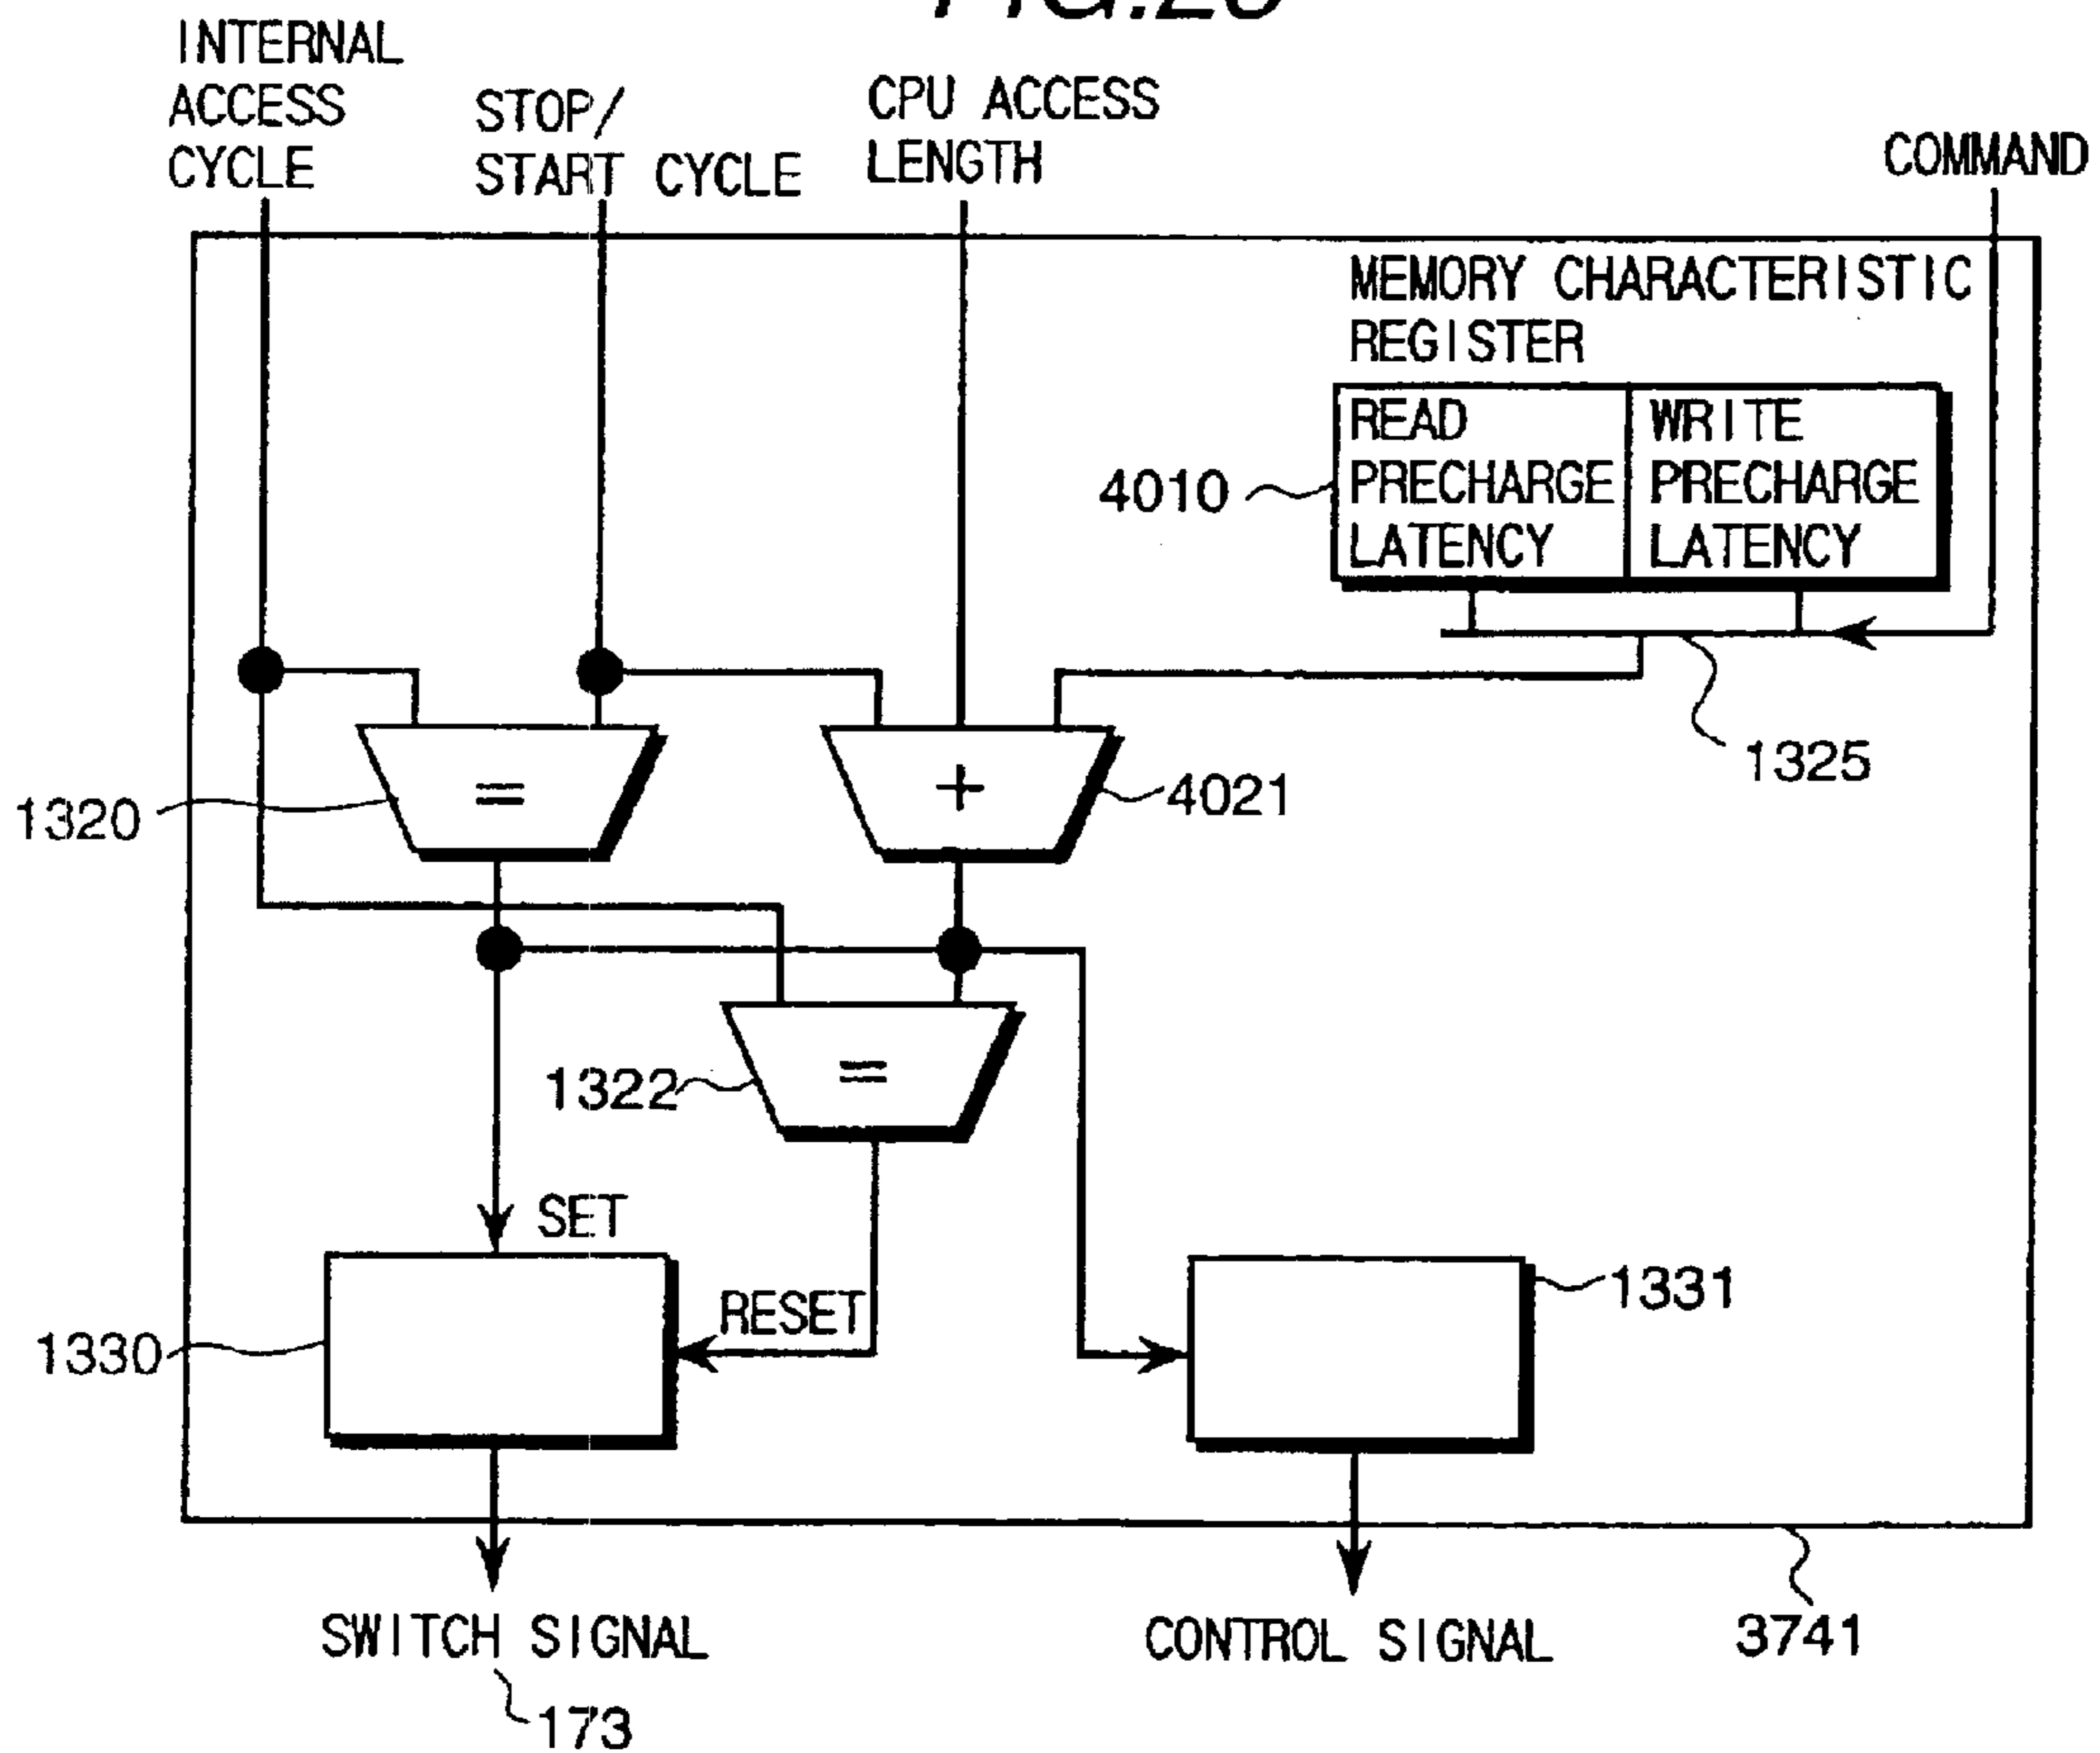 INTERNAL
ACCESS
CYCLE
STOP/
START CYCLE
CPU ACCESS
LENGTH
COMMAND
MEMORY CHARACTERISTIC
REGISTER
READ
PRECHARGE
LATENCY
WRITE
PRECHARGE
LATENCY
4010
1325
=
+
1320
4021
=
1322
SET
RESET
1330
1331
SWITCH SIGNAL
173
CONTROL SIGNAL
3741